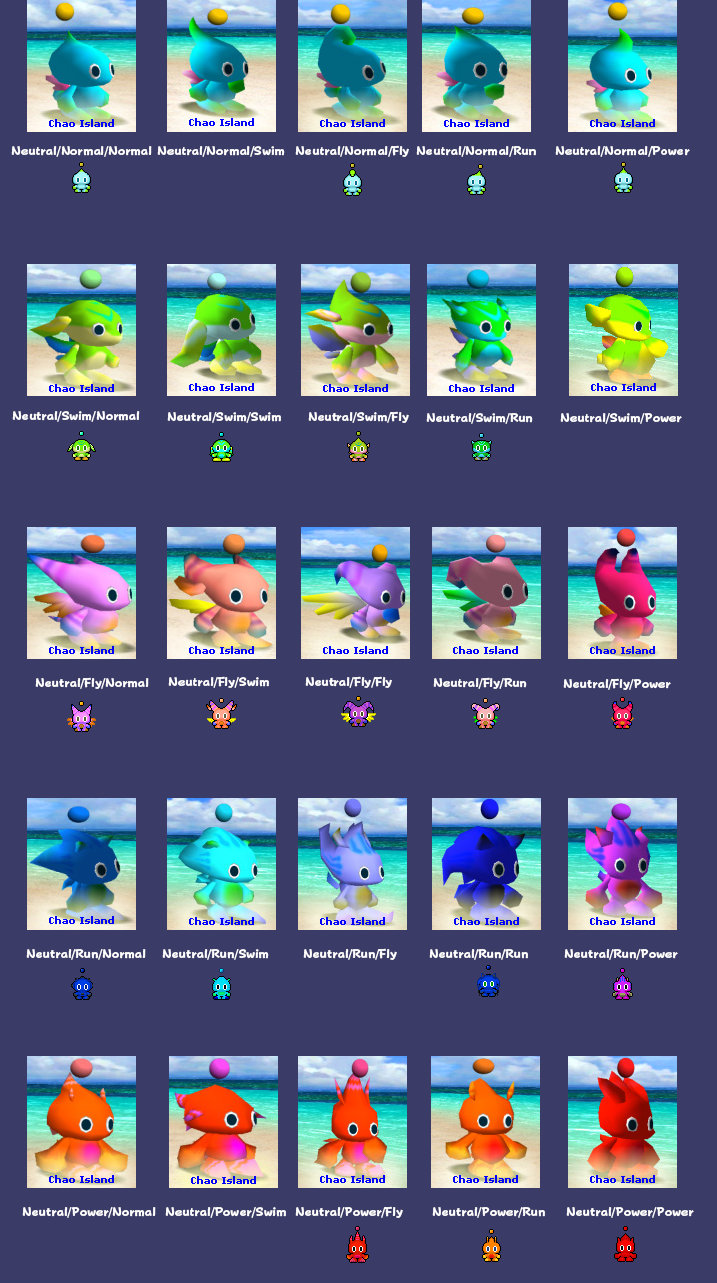 Chao Island Chao Island Chao Island Chao Island Chao Island
Neutral/Normal/Normal Neutral/Normal/Swim Neutral/Normal/Fly Neutral/Normal/Run Neutral/Normal/Power
Chao Island Chao Island Chao Island Chao Island Chao Island
Neutral/Swim/Normal Neutral/Swim/Swim Neutral/Swim/Fly Neutral/Swim/Run Neutral/Swim/Power
Chao Island Chao Island Chao Island Chao Island Chao Island
Neutral/Fly/Normal Neutral/Fly/Swim Neutral/Fly/Fly Neutral/Fly/Run Neutral/Fly/Power
Chao Island Chao Island Chao Island Chao Island Chao Island
Neutral/Run/Normal Neutral/Run/Swim Neutral/Run/Fly Neutral/Run/Run Neutral/Run/Power
Chao Island Chao Island Chao Island Chao Island Chao Island
Neutral/Power/Normal Neutral/Power/Swim Neutral/Power/Fly Neutral/Power/Run Neutral/Power/Power